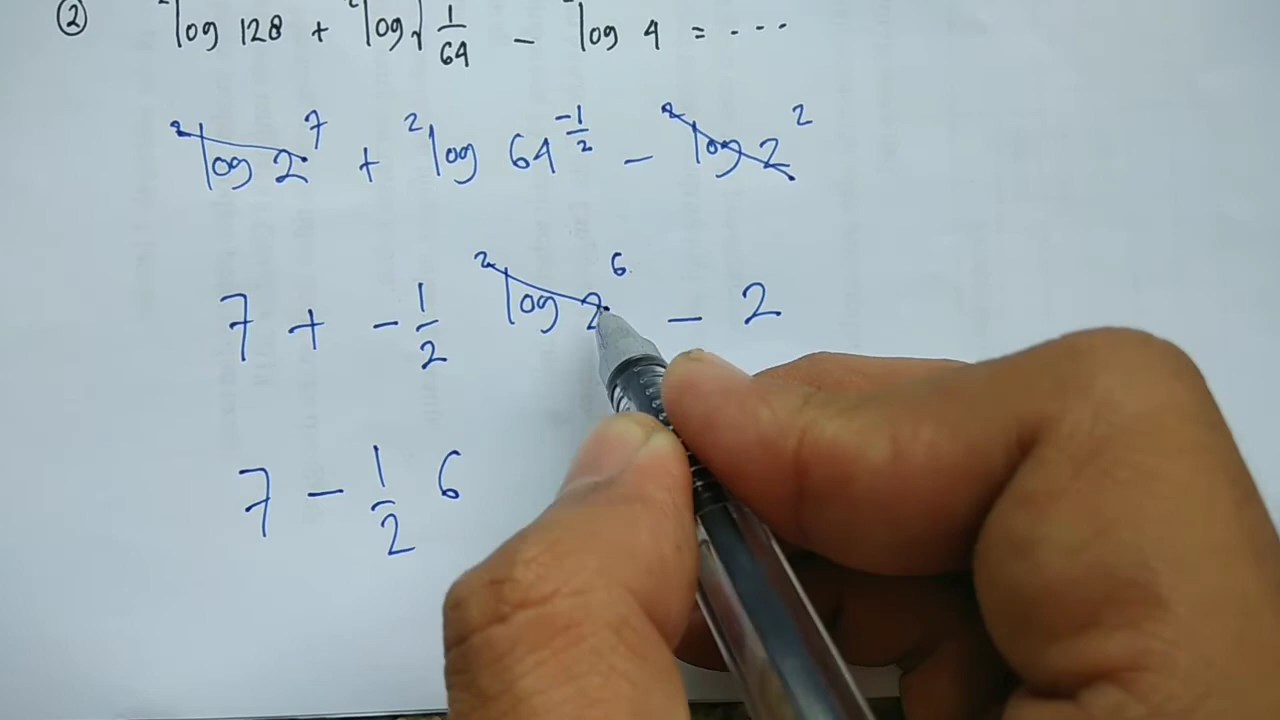 ② ²log 128 + ²log √(1/64) - ²log 4 = ...
²log 2⁷ + ²log 64^(-1/2) - ²log 2²
7 + -1/2 ²log 2⁶ - 2
7 - 1/2 6